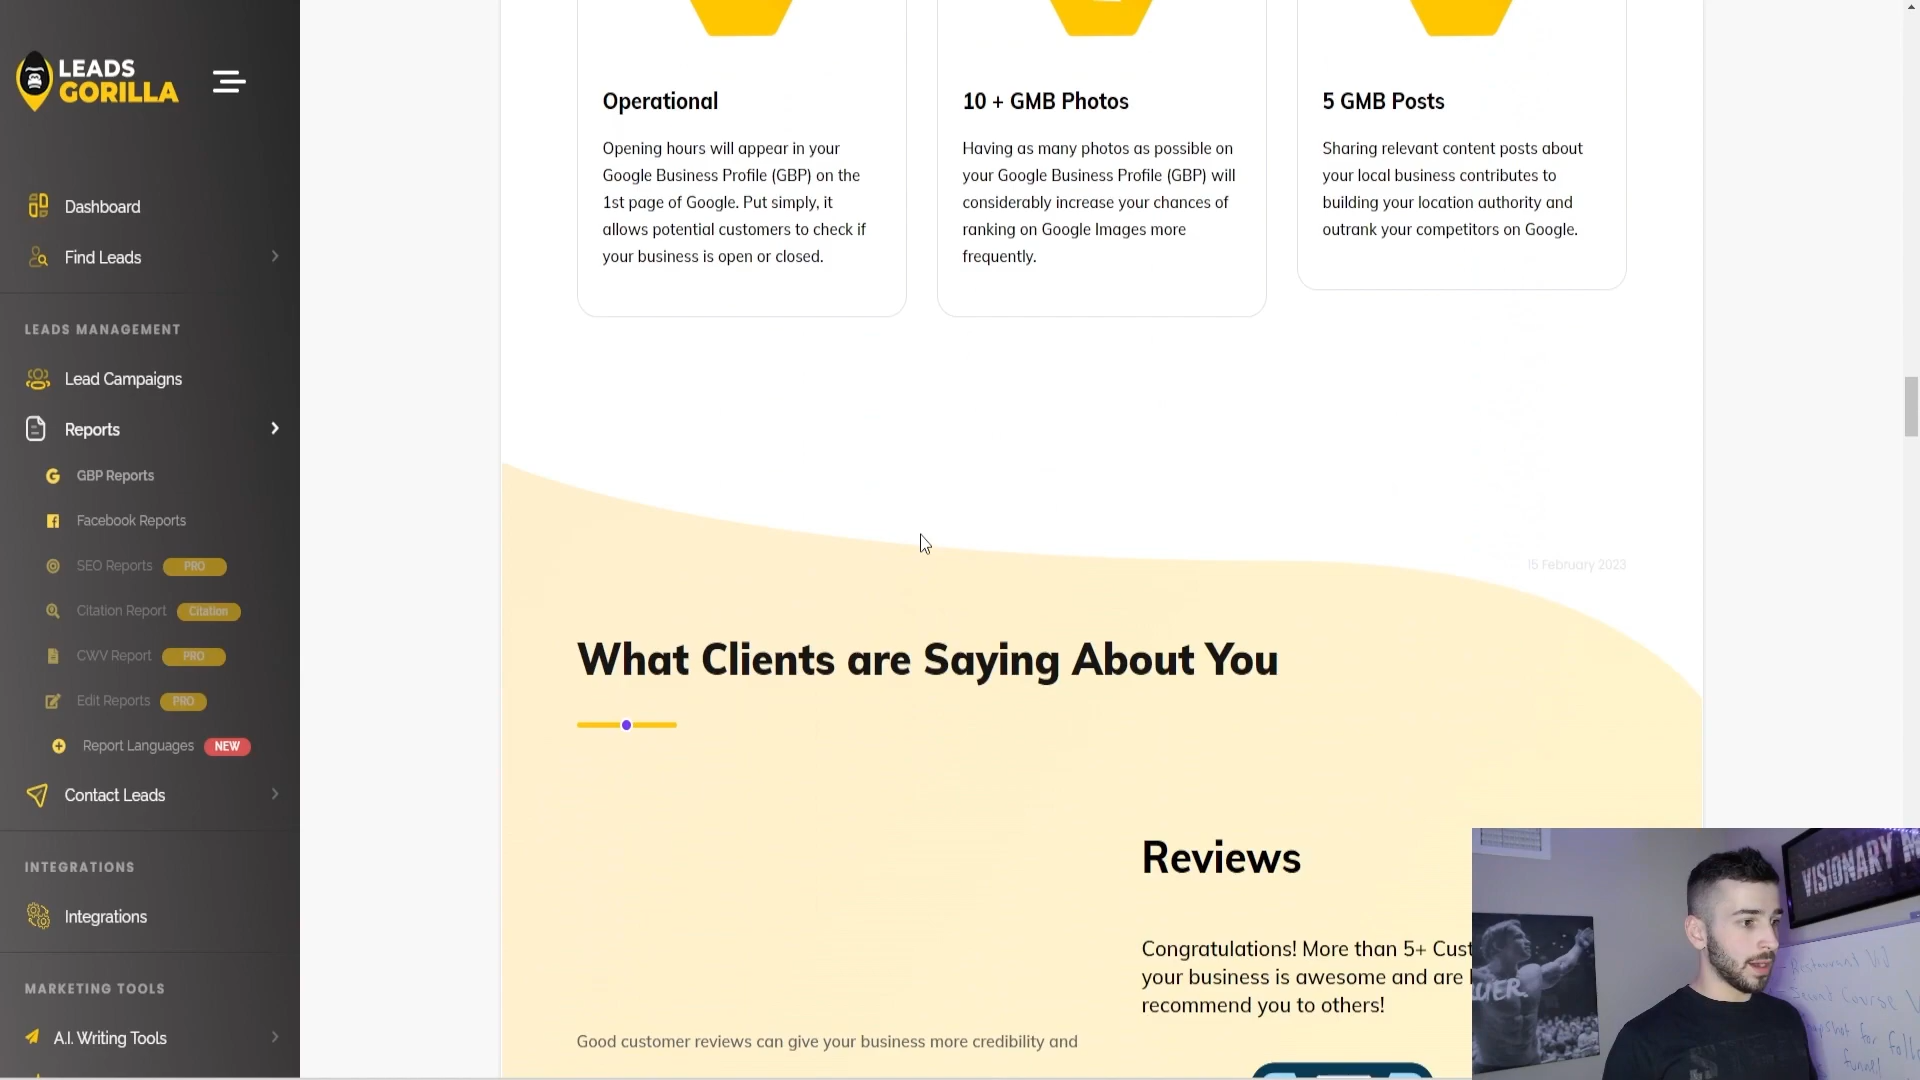 LEADS
GORILLA
Dashboard
Find Leads
LEADS MANAGEMENT
Lead Campaigns
Reports
GBP Reports
Facebook Reports
SEO Reports PRO
Citation Report Citation
CWV Report PRO
Edit Reports PRO
Report Languages NEW
Contact Leads
INTEGRATIONS
Integrations
MARKETING TOOLS
A.I. Writing Tools
Operational
Opening hours will appear in your
Google Business Profile (GBP) on the
1st page of Google. Put simply, it
allows potential customers to check if
your business is open or closed.
10 + GMB Photos
Having as many photos as possible on
your Google Business Profile (GBP) will
considerably increase your chances of
ranking on Google Images more
frequently.
5 GMB Posts
Sharing relevant content posts about
your local business contributes to
building your location authority and
outrank your competitors on Google.
15 February 2023
What Clients are Saying About You
Good customer reviews can give your business more credibility and
Reviews
Congratulations! More than 5+ Cust
your business is awesome and are
recommend you to others!
VISIONARY M
Restaurant Vid
Second Course V
funnel